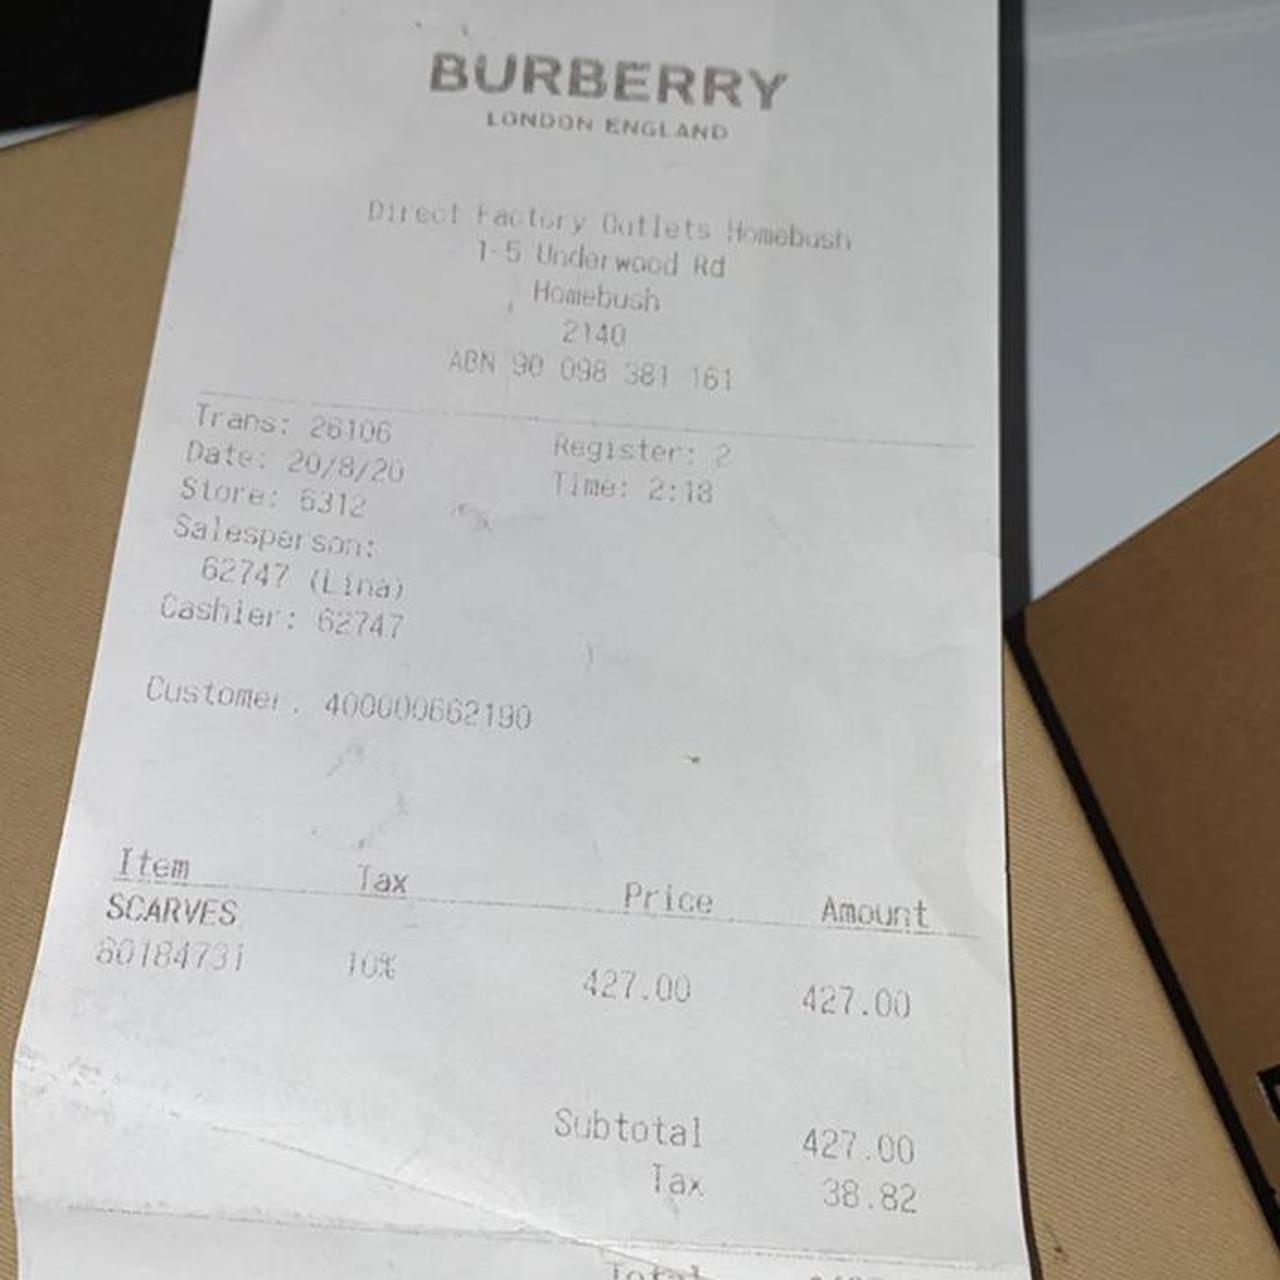 BURBERRY
LONDON ENGLAND
Direct Factory Outlets Homebush
1-5 Underwood Rd
Homebush
2140
ABN 90 098 381 161
Trans: 26106 Register: 2
Date: 20/8/20 Time: 2:18
Store: 6312
Salesperson:
62747 (Lina)
Cashier: 62747
Customer: 400000662190
Item Tax Price Amount
SCARVES
80184731 10% 427.00 427.00
Subtotal 427.00
Tax 38.82
Total